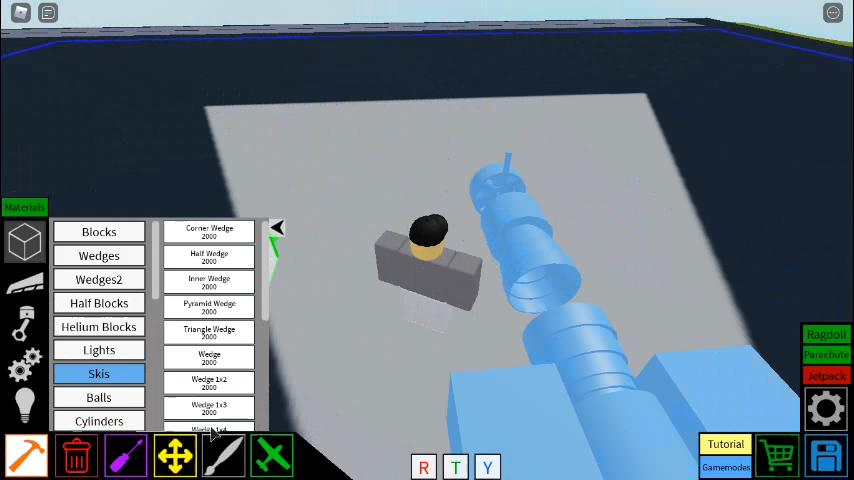 Materials
Blocks
Wedges
Wedges2
Half Blocks
Helium Blocks
Lights
Skis
Balls
Cylinders
Corner Wedge
2000
Half Wedge
2000
Inner Wedge
2000
Pyramid Wedge
2000
Triangle Wedge
2000
Wedge
2000
Wedge 1x2
2000
Wedge 1x3
2000
Wedge 1x4
Ragdoll
Parachute
Jetpack
Tutorial
Gamemodes
R T Y